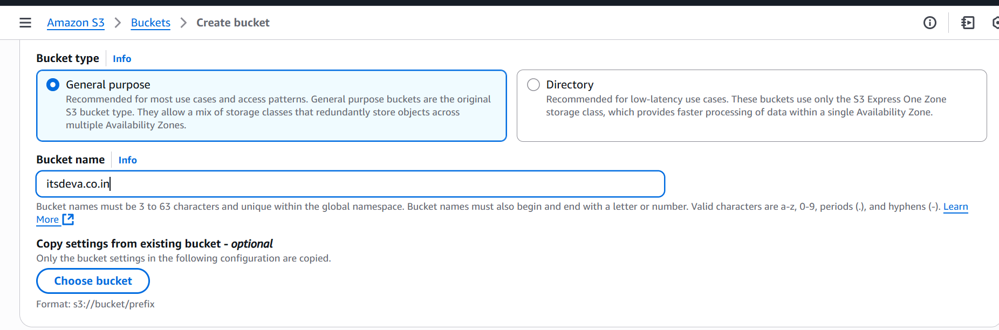 Amazon S3 > Buckets > Create bucket
Bucket type Info
General purpose
Recommended for most use cases and access patterns. General purpose buckets are the original
S3 bucket type. They allow a mix of storage classes that redundantly store objects across
multiple Availability Zones.
Directory
Recommended for low-latency use cases. These buckets use only the S3 Express One Zone
storage class, which provides faster processing of data within a single Availability Zone.
Bucket name Info
itsdeva.co.in
Bucket names must be 3 to 63 characters and unique within the global namespace. Bucket names must also begin and end with a letter or number. Valid characters are a-z, 0-9, periods (.), and hyphens (-). Learn
More
Copy settings from existing bucket - optional
Only the bucket settings in the following configuration are copied.
Choose bucket
Format: s3://bucket/prefix